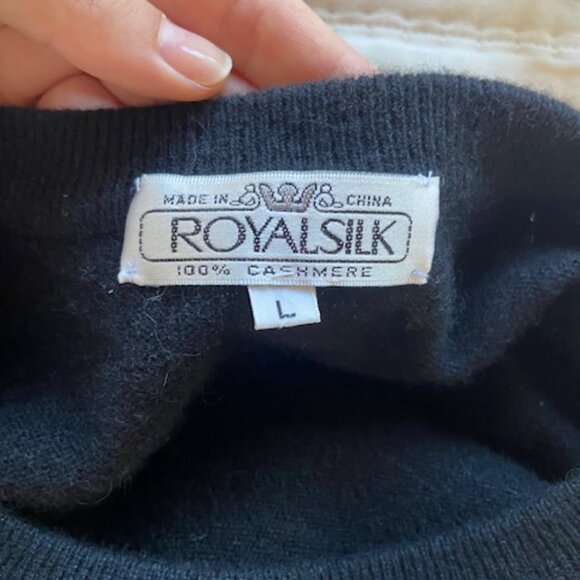 MADE IN CHINA
ROYALSILK
100% CASHMERE
L